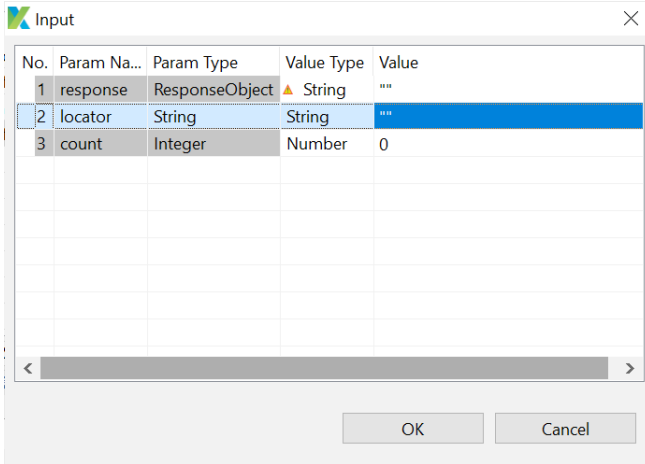 Input
No. Param Na... Param Type Value Type Value
1 response ResponseObject String ""
2 locator String String ""
3 count Integer Number 0
OK Cancel